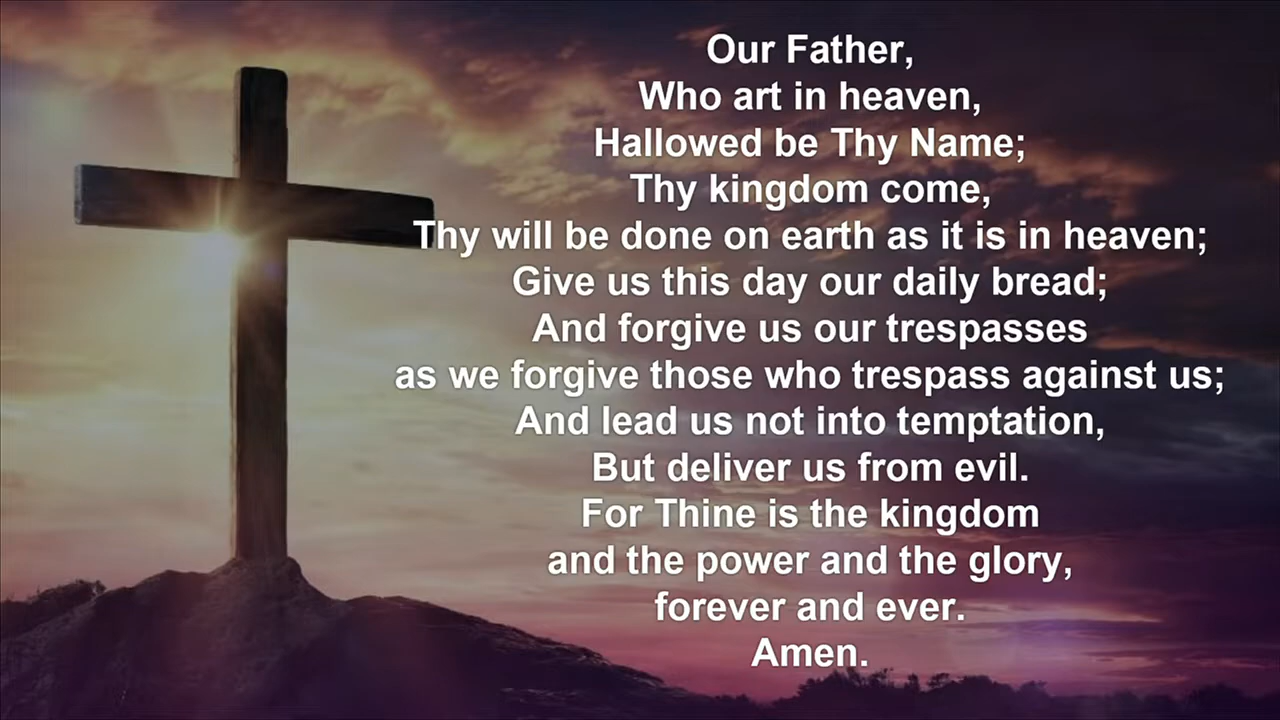 Our Father,
Who art in heaven,
Hallowed be Thy Name;
Thy kingdom come,
Thy will be done on earth as it is in heaven;
Give us this day our daily bread;
And forgive us our trespasses
as we forgive those who trespass against us;
And lead us not into temptation,
But deliver us from evil.
For Thine is the kingdom
and the power and the glory,
forever and ever.
Amen.